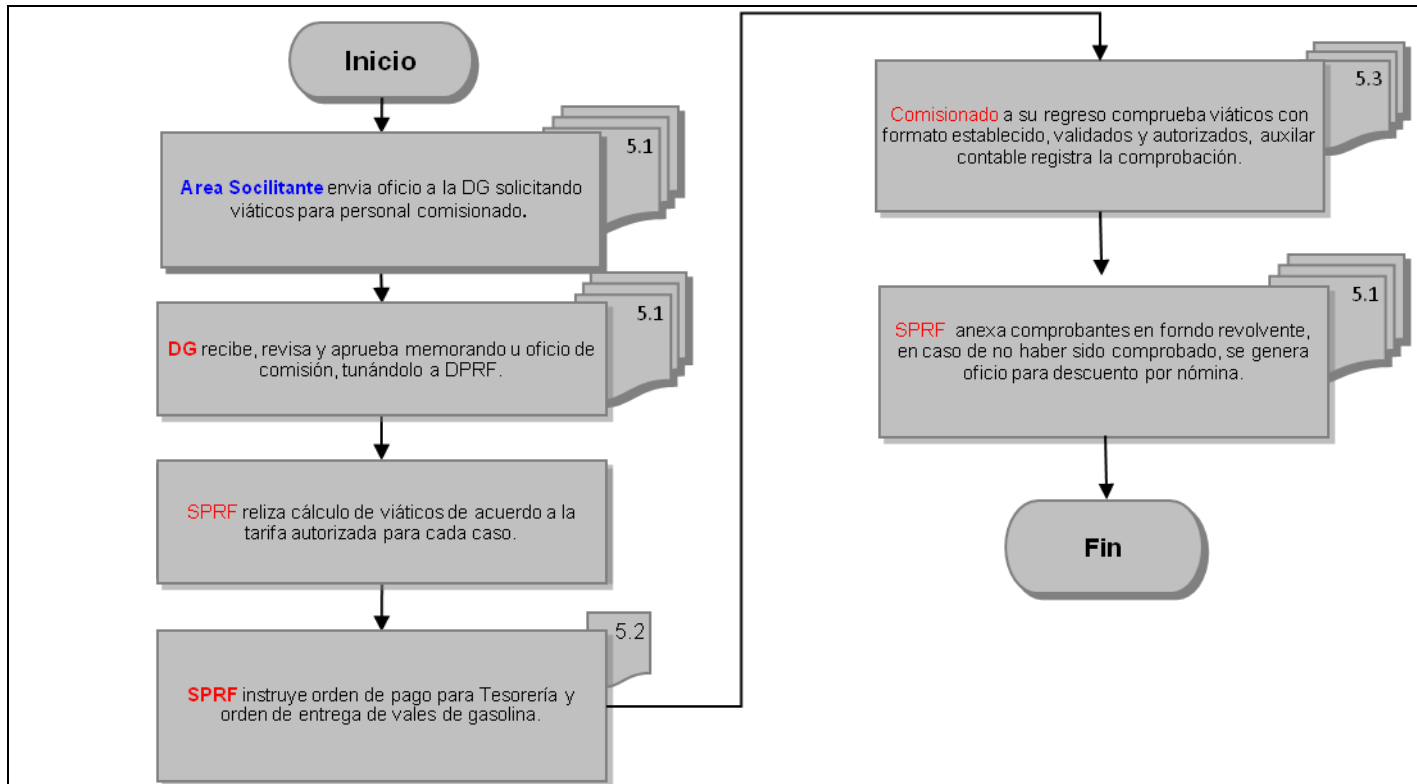 Inicio
5.1
Area Socilitante envia oficio a la DG solicitando
viáticos para personal comisionado.
5.1
DG recibe, revisa y aprueba memorando u oficio de
comisión, tunándolo a DPRF.
SPRF reliza cálculo de viáticos de acuerdo a la
tarifa autorizada para cada caso.
5.2
SPRF instruye orden de pago para Tesorería y
orden de entrega de vales de gasolina.
5.3
Comisionado a su regreso comprueba viáticos con
formato establecido, validados y autorizados, auxilar
contable registra la comprobación.
5.1
SPRF anexa comprobantes en forndo revolvente,
en caso de no haber sido comprobado, se genera
oficio para descuento por nómina.
Fin